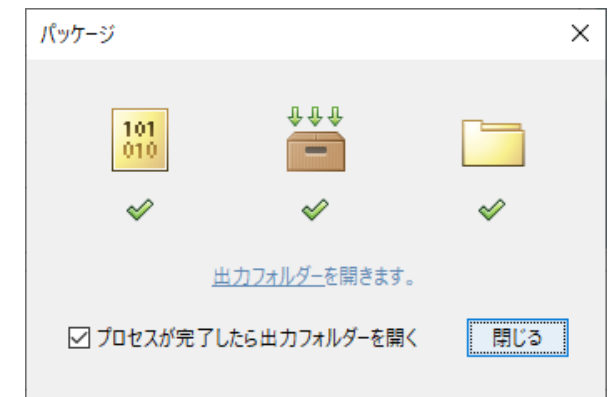 パッケージ
101
010
出力フォルダーを開きます。
プロセスが完了したら出力フォルダーを開く
閉じる